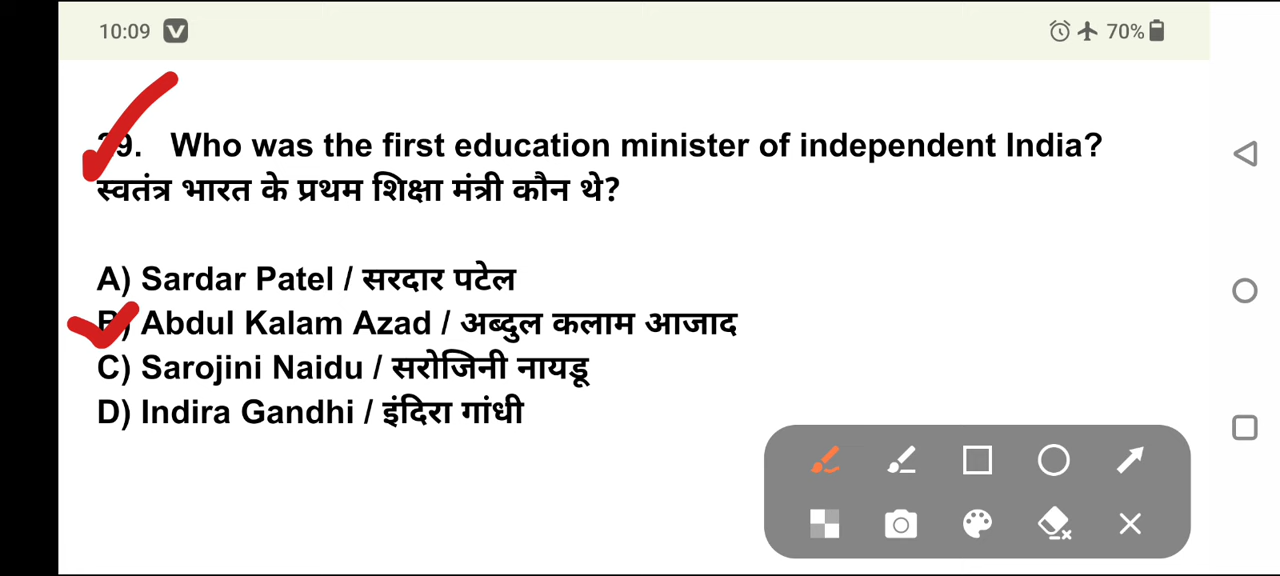 10:09 70%
9. Who was the first education minister of independent India?
स्वतंत्र भारत के प्रथम शिक्षा मंत्री कौन थे?
A) Sardar Patel / सरदार पटेल
B) Abdul Kalam Azad / अब्दुल कलाम आजाद
C) Sarojini Naidu / सरोजिनी नायडू
D) Indira Gandhi / इंदिरा गांधी